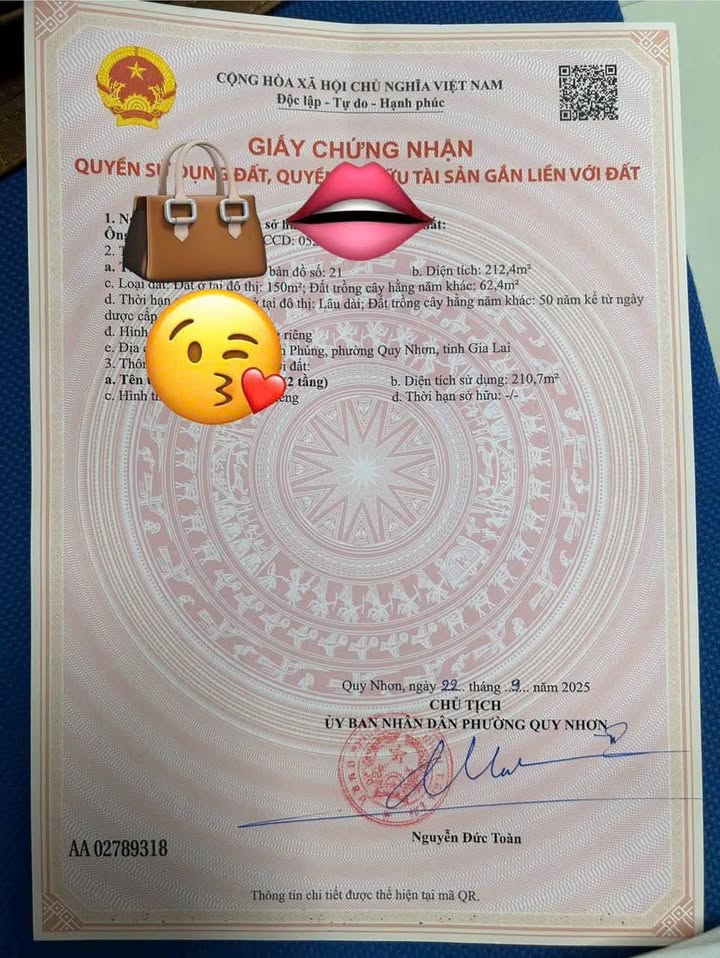 CỘNG HÒA XÃ HỘI CHỦ NGHĨA VIỆT NAM
Độc lập - Tự do - Hạnh phúc
GIẤY CHỨNG NHẬN
QUYỀN SỬ DỤNG ĐẤT, QUYỀN TÀI SẢN GẮN LIỀN VỚI ĐẤT
1. sở
CCD:
2.
a. bản đồ số: 21 b. Diện tích: 212,4m²
c. Loại đất: Đất ở tại đô thị: 150m²; Đất trồng cây hằng năm khác: 62,4m²
d. Thời hạn tại đô thị: Lâu dài; Đất trồng cây hằng năm khác: 50 năm kể từ ngày
được cấp
đ. Hình riêng
e. Địa Phùng, phường Quy Nhơn, tỉnh Gia Lai
3. đất:
a. Tên (2 tầng) b. Diện tích sử dụng: 210,7m²
c. Hình d. Thời hạn sở hữu: -/-
Quy Nhơn, ngày 22 tháng 9 năm 2025
CHỦ TỊCH
ỦY BAN NHÂN DÂN PHƯỜNG QUY NHƠN
Nguyễn Đức Toàn
AA 02789318
Thông tin chi tiết được thể hiện tại mã QR.